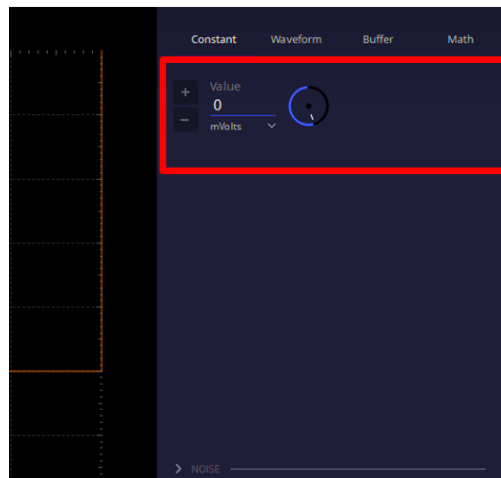 Constant Waveform Buffer Math
+ Value
0
− mVolts
NOISE